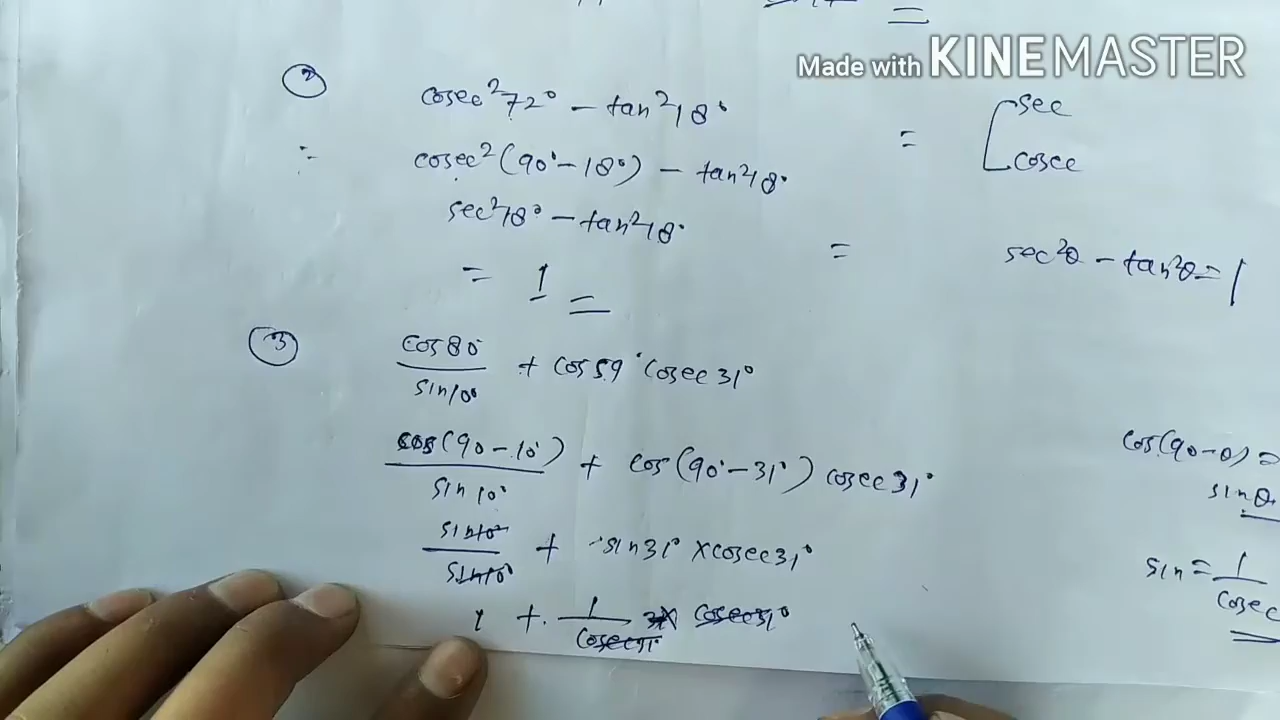 Made with KINEMASTER
② cosec²72° - tan²18° = [ sec
cosec
∴ cosec²(90°-18°) - tan²18°
sec²18° - tan²18° = sec²θ - tan²θ = 1
= 1
③ cos80 / sin10° + cos59° cosec31°
cos(90-10°) / sin10° + cos(90°-31°) cosec31°
cos(90-θ) =
sinθ
sin10° / sin10° + sin31° × cosec31°
sin = 1 / cosec
1 + 1 / cosec31° × cosec31°